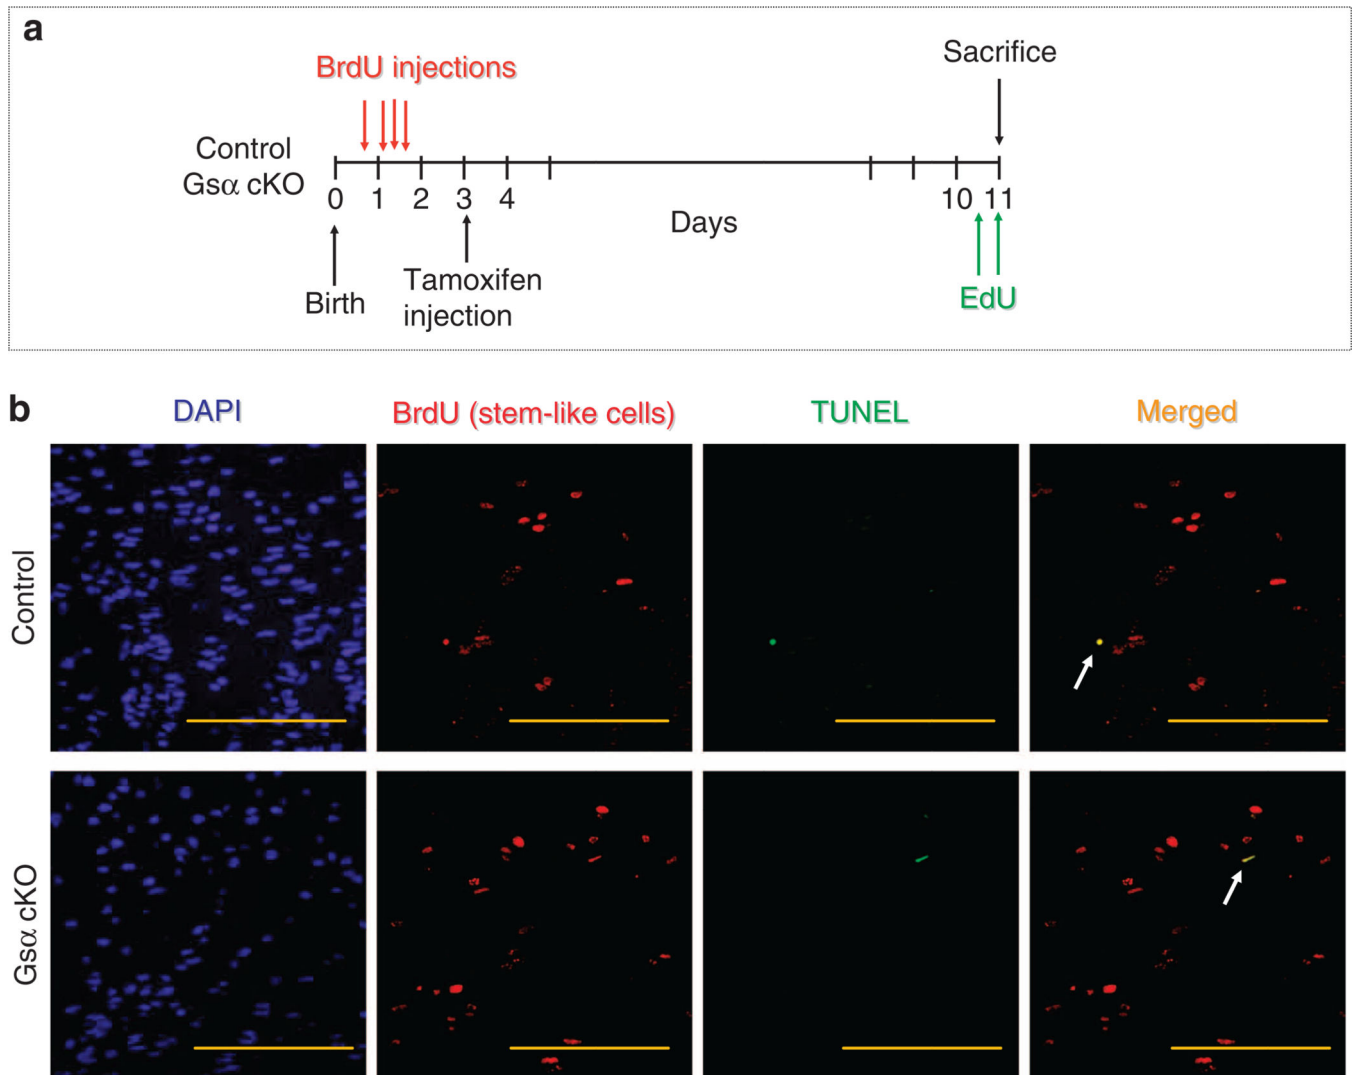 a
BrdU injections
Sacrifice
Control
Gsα cKO
0 1 2 3 4 10 11
Days
Birth
Tamoxifen
injection
EdU
b
DAPI
BrdU (stem-like cells)
TUNEL
Merged
Control
Gsα cKO